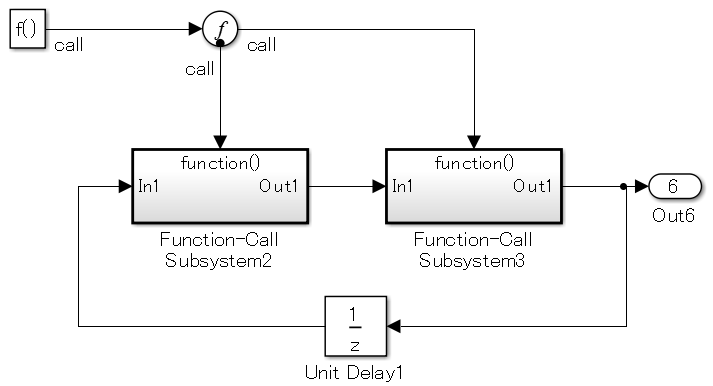 f()
call
f
call
call
function()
In1
Out1
Function-Call
Subsystem2
function()
In1
Out1
Function-Call
Subsystem3
6
Out6
1
z
Unit Delay1